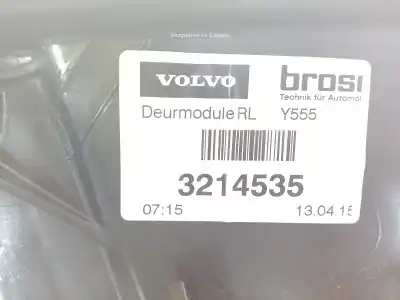 VOLVO
brose
Technik für Automobile
Deurmodule RL Y555
3214535
07:15 13.04.15